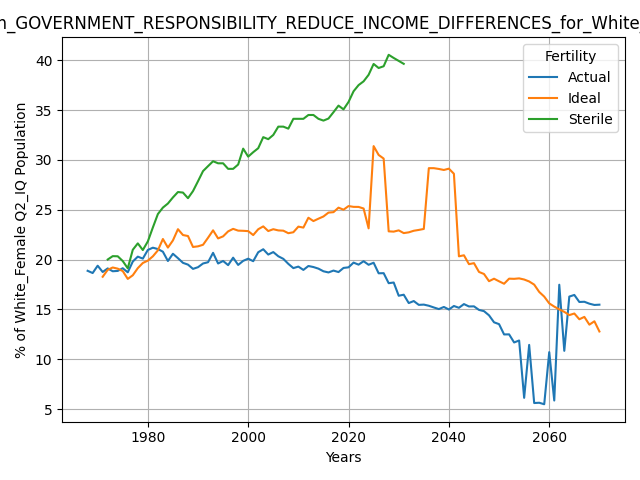 n_GOVERNMENT_RESPONSIBILITY_REDUCE_INCOME_DIFFERENCES_for_White_
% of White_Female Q2_IQ Population
40
35
30
25
20
15
10
5
Fertility
Actual
Ideal
Sterile
1980
2000
2020
2040
2060
Years